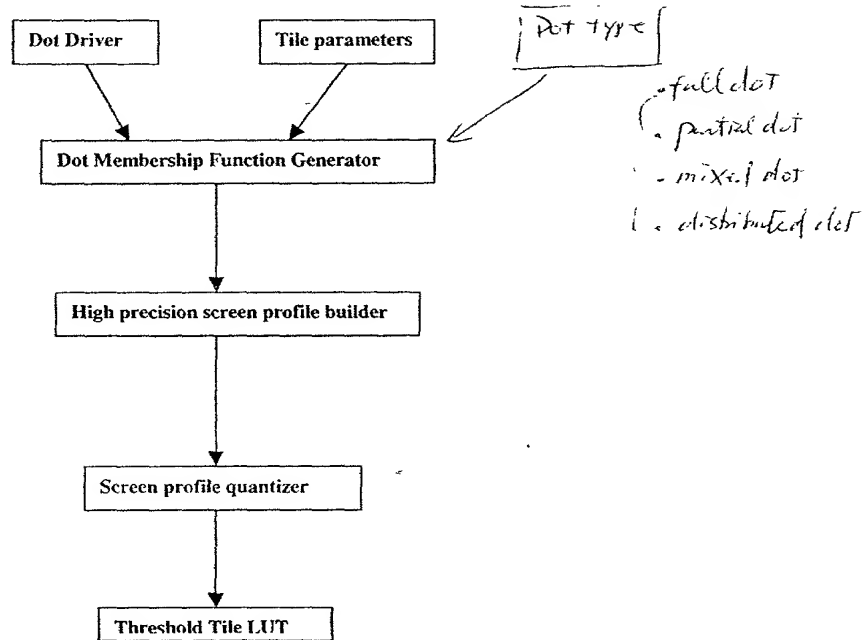 Dot Driver
Tile parameters
Dot type
• full dot
• partial dot
• mixed dot
• distributed dot
Dot Membership Function Generator
High precision screen profile builder
Screen profile quantizer
Threshold Tile LUT